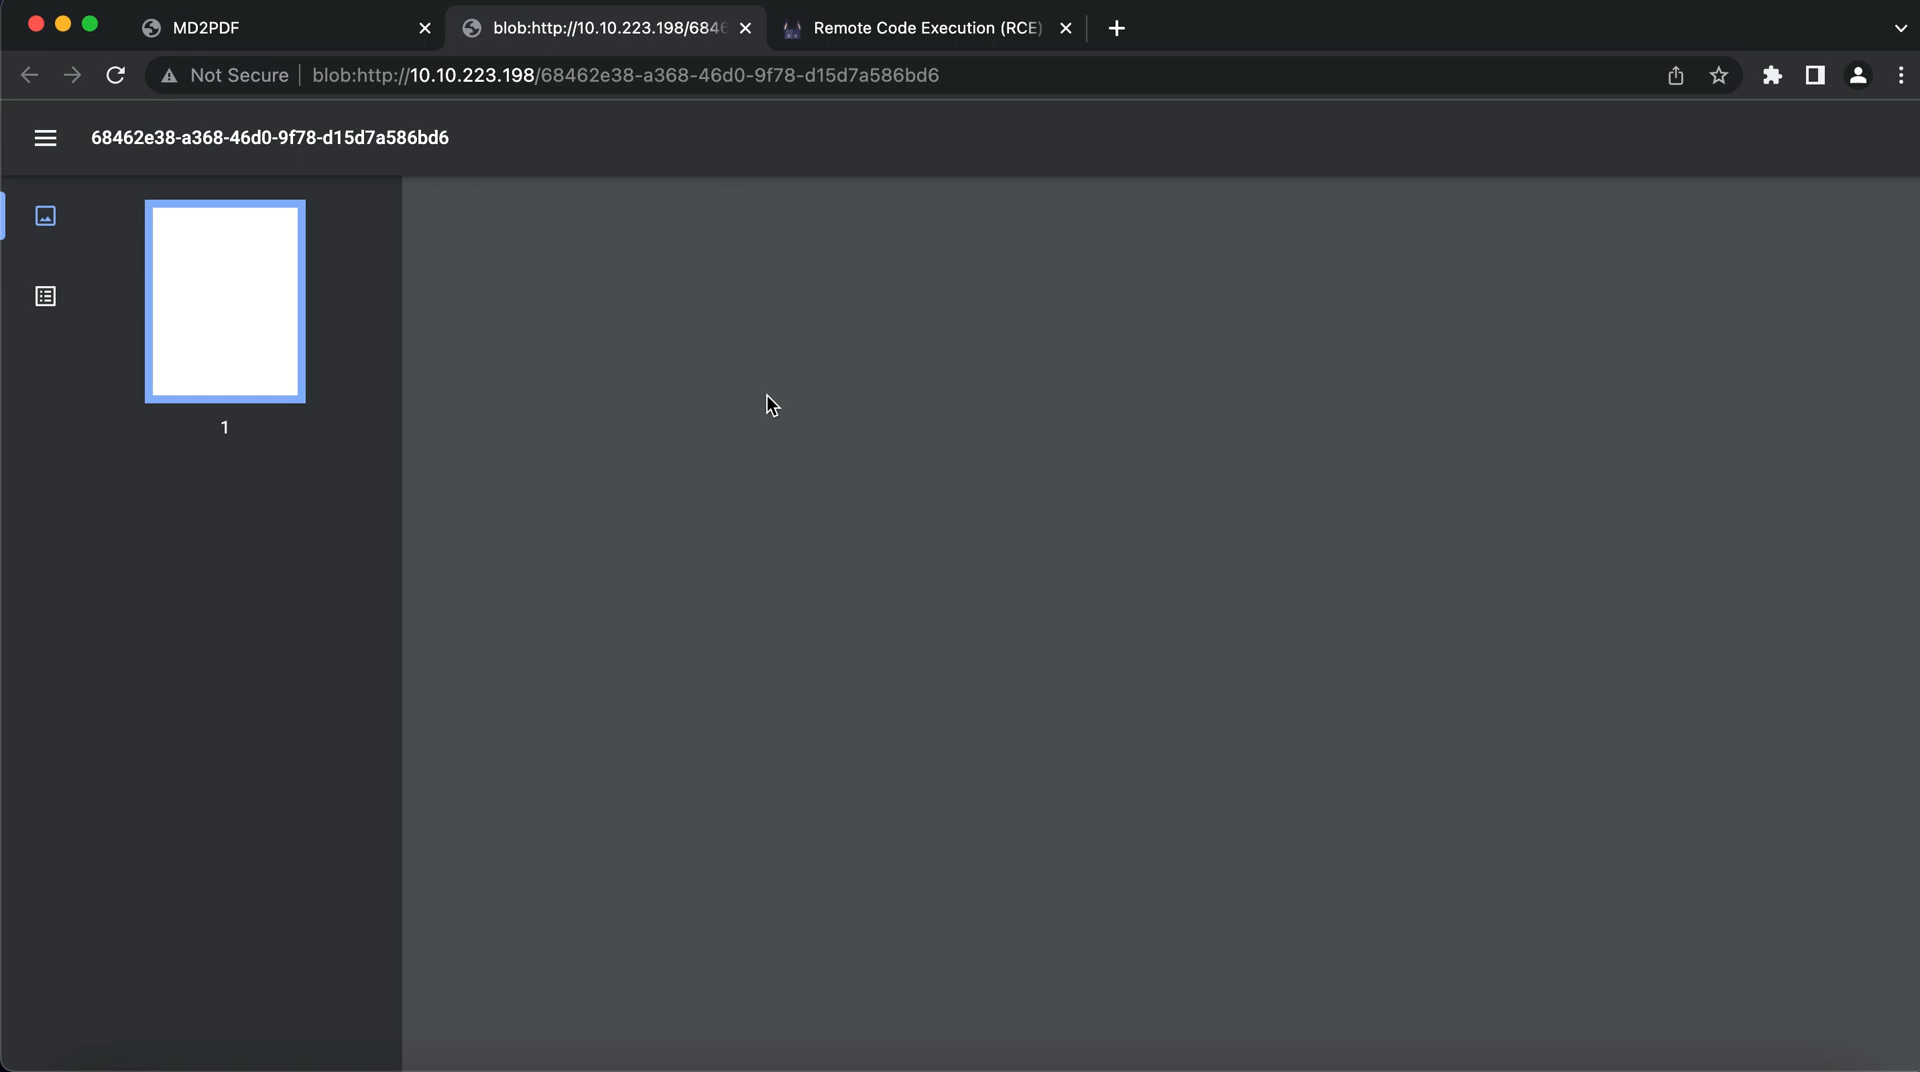 MD2PDF
blob:http://10.10.223.198/6846
Remote Code Execution (RCE)
Not Secure
blob:http://10.10.223.198/68462e38-a368-46d0-9f78-d15d7a586bd6
68462e38-a368-46d0-9f78-d15d7a586bd6
1